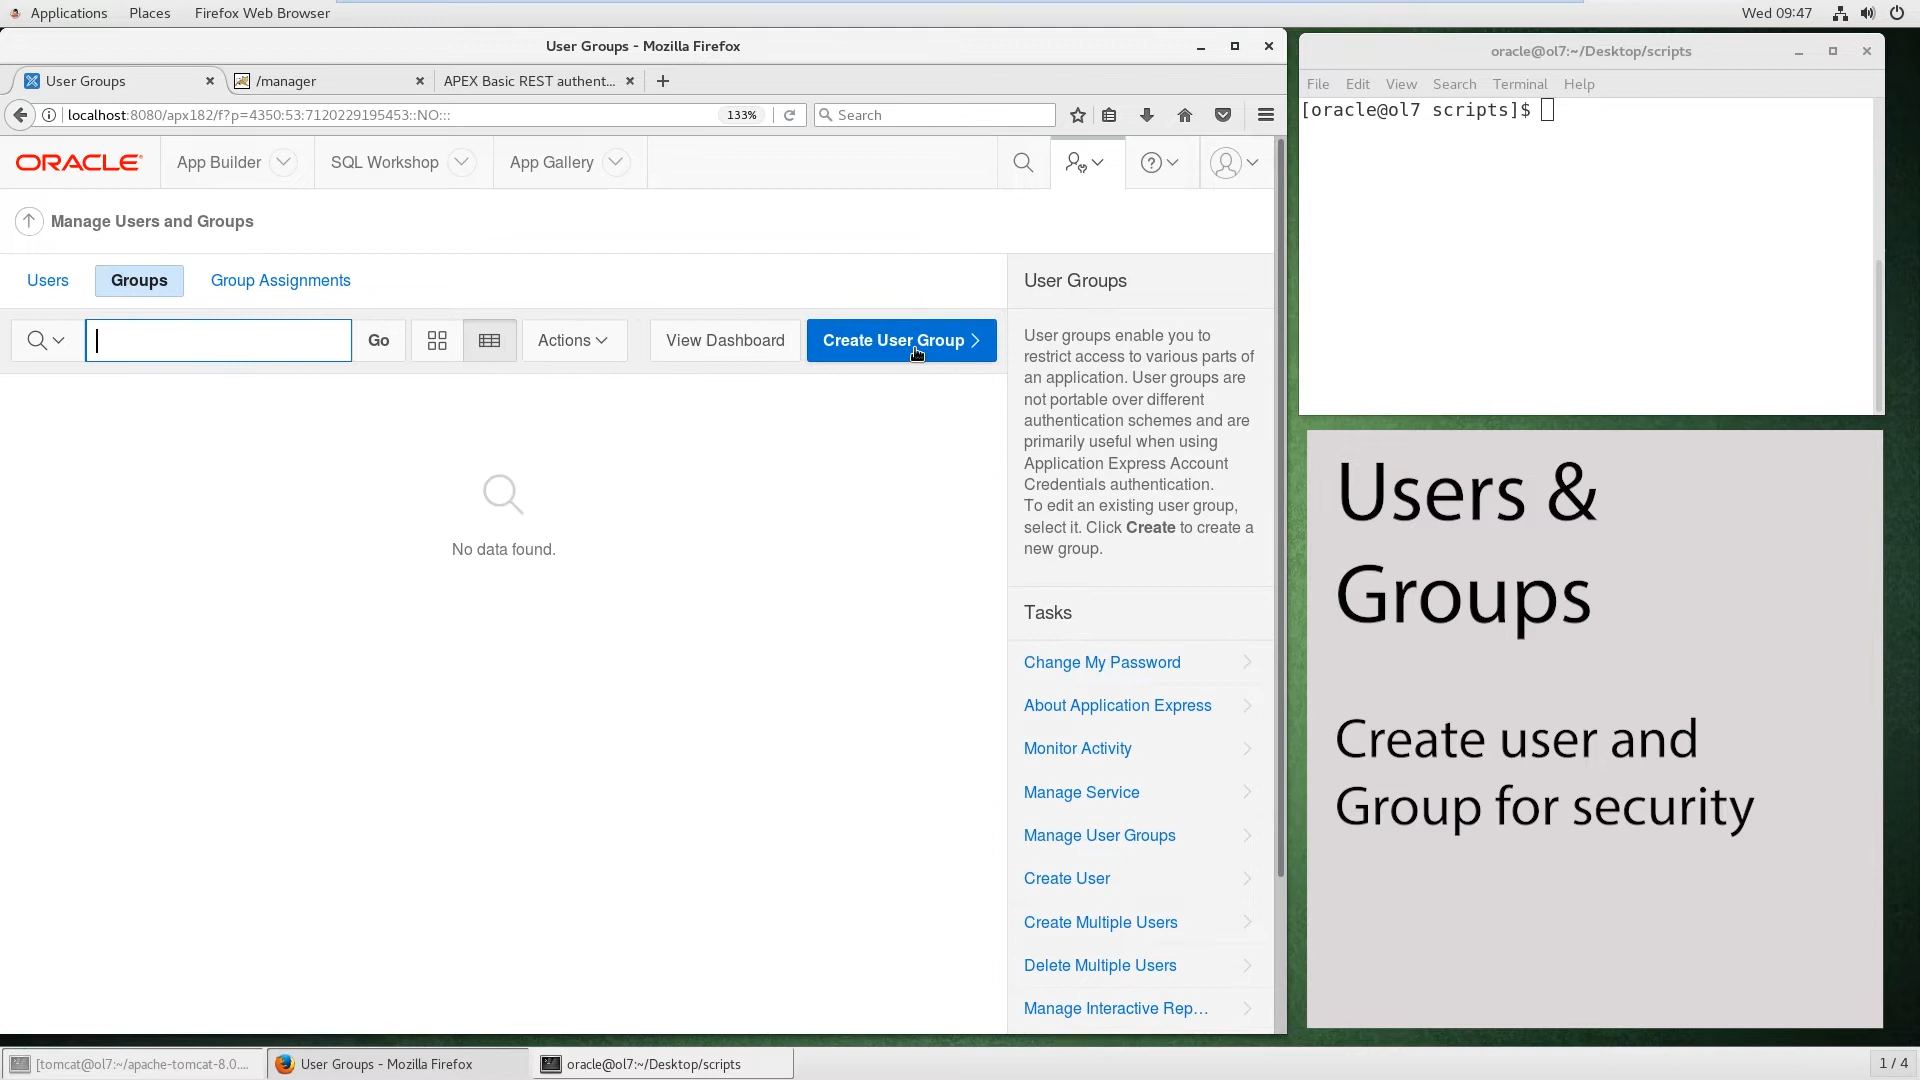 Applications Places Firefox Web Browser Wed 09:47
User Groups - Mozilla Firefox
User Groups /manager APEX Basic REST authent...
localhost:8080/apx182/f?p=4350:53:7120229195453::NO::: 133% Search
ORACLE App Builder SQL Workshop App Gallery
Manage Users and Groups
Users Groups Group Assignments
Go Actions View Dashboard Create User Group
No data found.
User Groups
User groups enable you to
restrict access to various parts of
an application. User groups are
not portable over different
authentication schemes and are
primarily useful when using
Application Express Account
Credentials authentication.
To edit an existing user group,
select it. Click Create to create a
new group.
Tasks
Change My Password
About Application Express
Monitor Activity
Manage Service
Manage User Groups
Create User
Create Multiple Users
Delete Multiple Users
Manage Interactive Rep...
oracle@ol7:~/Desktop/scripts
File Edit View Search Terminal Help
[oracle@ol7 scripts]$
Users &
Groups
Create user and
Group for security
[tomcat@ol7:~/apache-tomcat-8.0.... User Groups - Mozilla Firefox oracle@ol7:~/Desktop/scripts 1 / 4